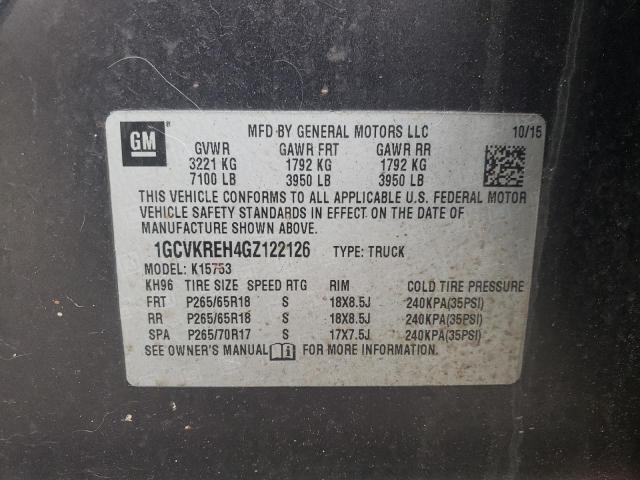 GM ® MFD BY GENERAL MOTORS LLC 10/15
GVWR GAWR FRT GAWR RR
3221 KG 1792 KG 1792 KG
7100 LB 3950 LB 3950 LB
THIS VEHICLE CONFORMS TO ALL APPLICABLE U.S. FEDERAL MOTOR
VEHICLE SAFETY STANDARDS IN EFFECT ON THE DATE OF
MANUFACTURE SHOWN ABOVE.
1GCVKREH4GZ122126 TYPE: TRUCK
MODEL: K15753
KH96 TIRE SIZE SPEED RTG RIM COLD TIRE PRESSURE
FRT P265/65R18 S 18X8.5J 240KPA(35PSI)
RR P265/65R18 S 18X8.5J 240KPA(35PSI)
SPA P265/70R17 S 17X7.5J 240KPA(35PSI)
SEE OWNER'S MANUAL i FOR MORE INFORMATION.